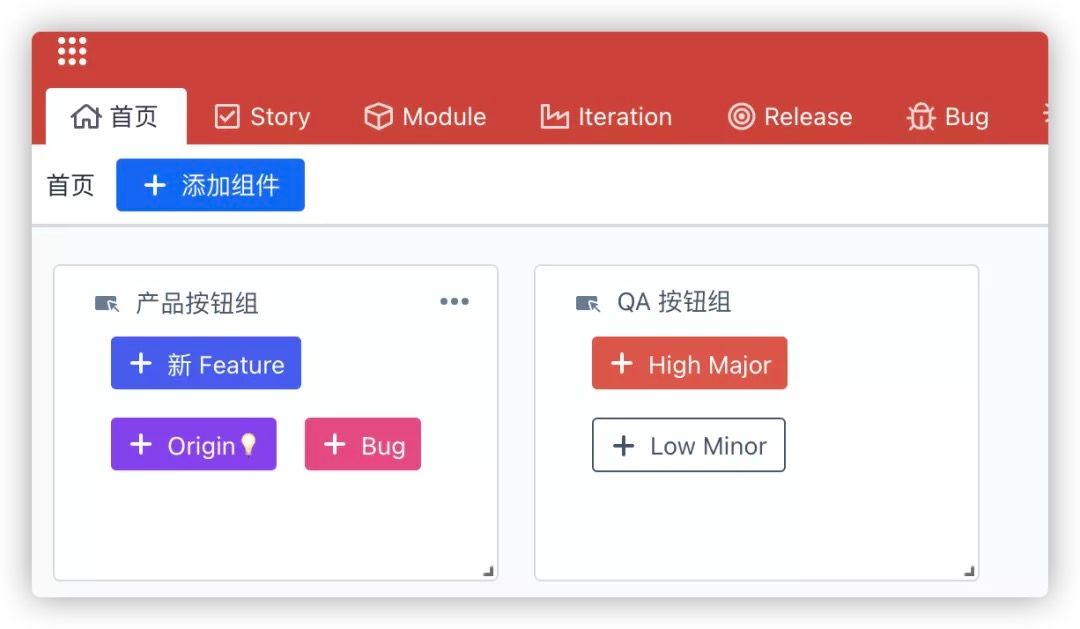 首页 Story Module Iteration Release Bug
首页 + 添加组件
产品按钮组
+ 新 Feature
+ Origin💡 + Bug
QA 按钮组
+ High Major
+ Low Minor